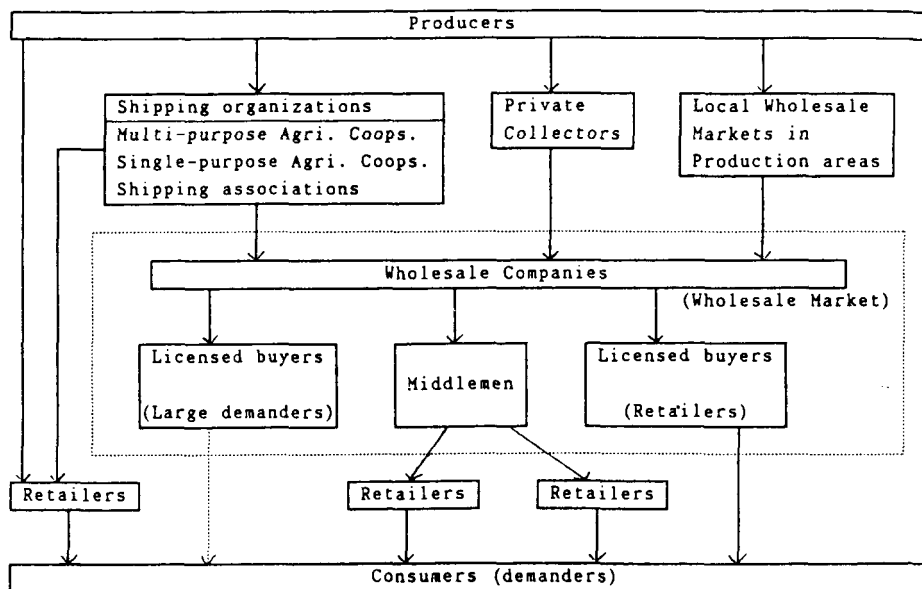 Producers
Shipping organizations
Multi-purpose Agri. Coops.
Single-purpose Agri. Coops.
Shipping associations
Private
Collectors
Local Wholesale
Markets in
Production areas
Wholesale Companies
(Wholesale Market)
Licensed buyers
(Large demanders)
Middlemen
Licensed buyers
(Retailers)
Retailers
Retailers
Retailers
Consumers (demanders)